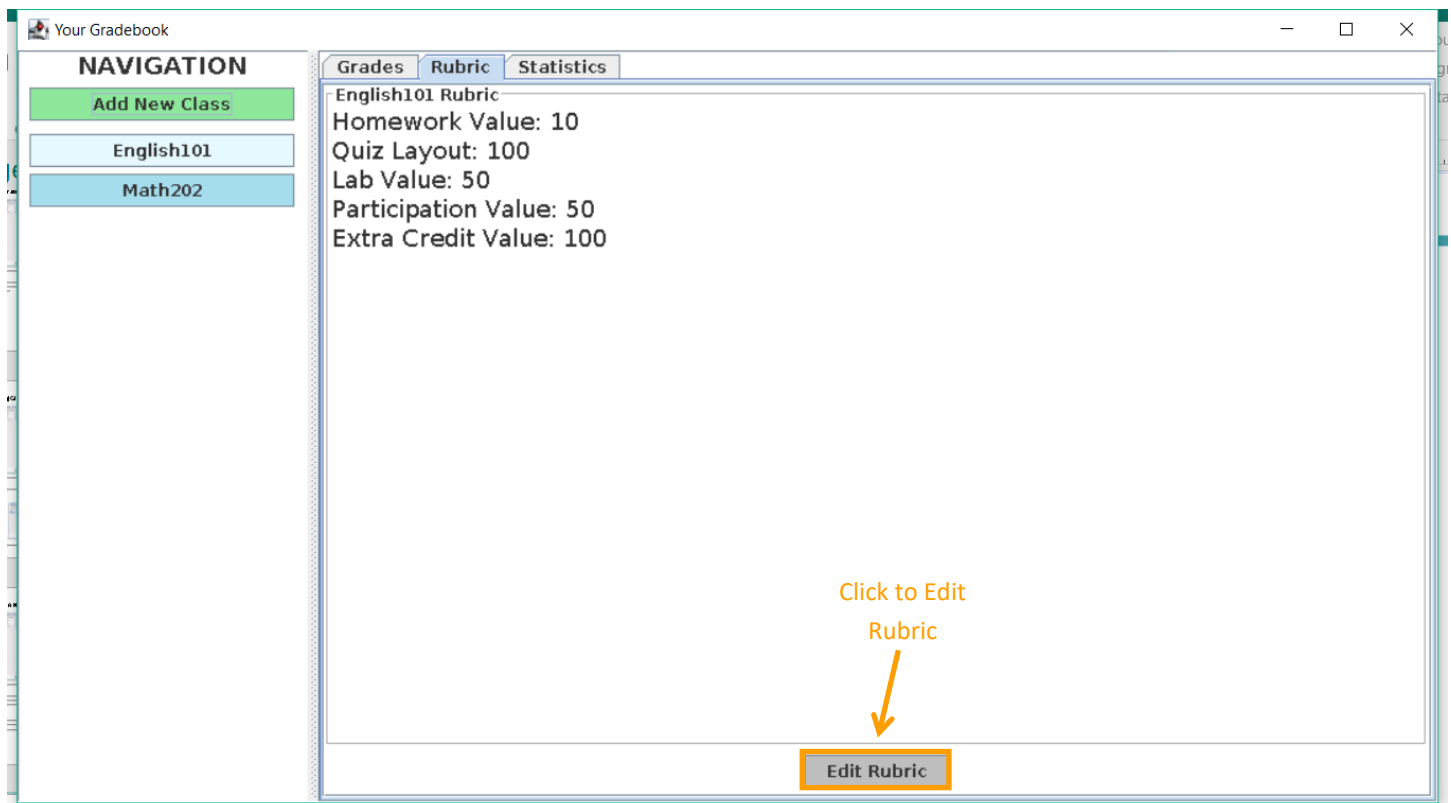 Your Gradebook
NAVIGATION
Add New Class
English101
Math202
Grades Rubric Statistics
English101 Rubric
Homework Value: 10
Quiz Layout: 100
Lab Value: 50
Participation Value: 50
Extra Credit Value: 100
Click to Edit
Rubric
Edit Rubric